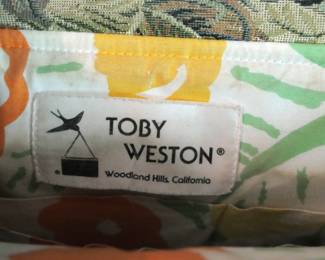 TOBY
WESTON®
®
Woodland Hills, California